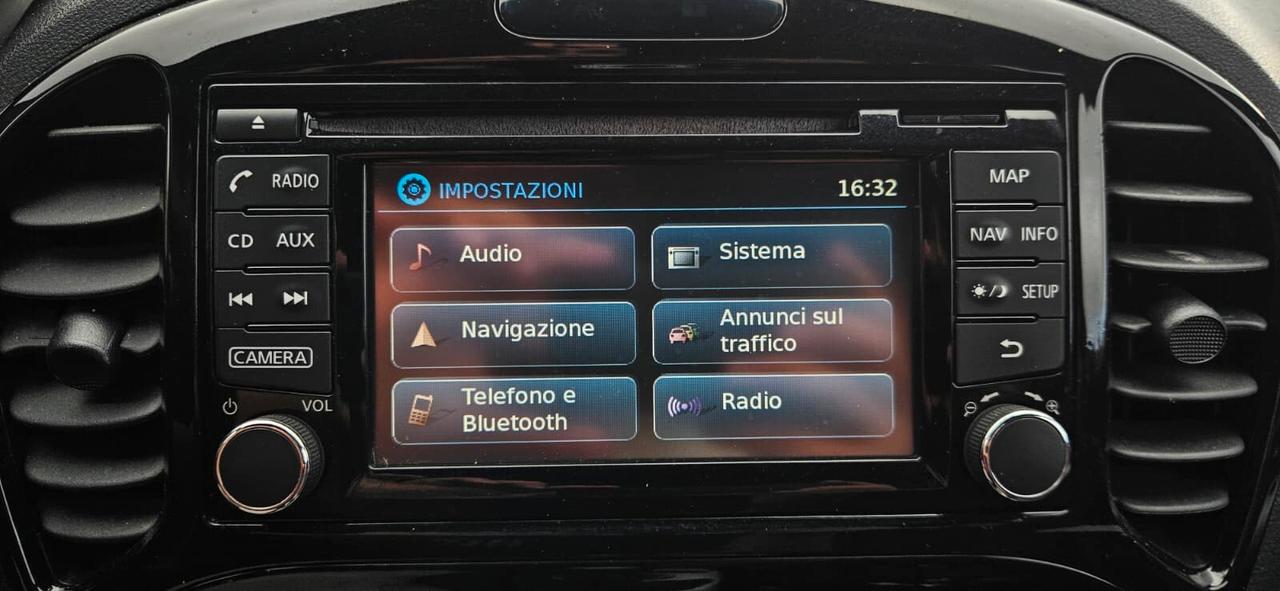 RADIO
CD AUX
CAMERA
VOL
IMPOSTAZIONI 16:32
Audio
Sistema
Navigazione
Annunci sul
traffico
Telefono e
Bluetooth
Radio
MAP
NAV INFO
SETUP